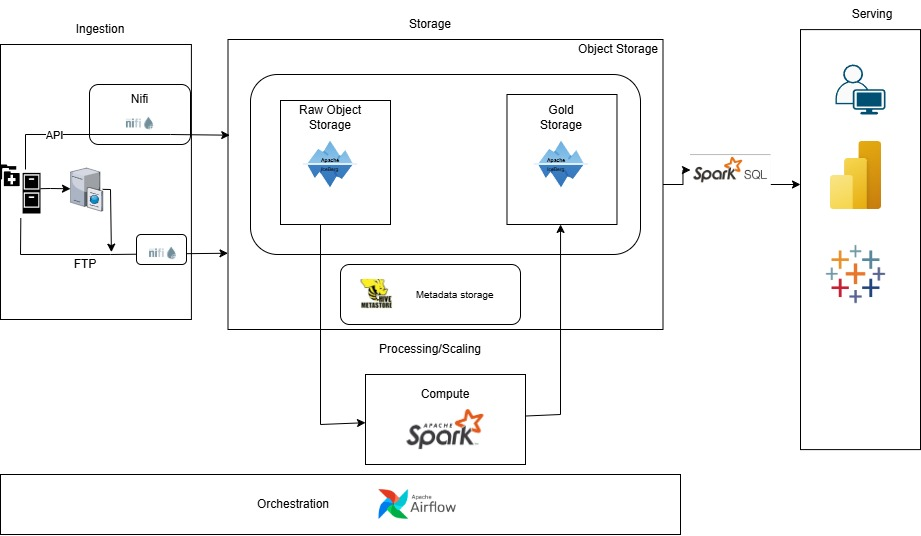 Ingestion
Storage
Serving
Object Storage
Nifi
nifi
API
FTP
nifi
Raw Object
Storage
Apache
IceBerg
Gold
Storage
Apache
IceBerg
Spark SQL
HIVE
METASTORE
Metadata storage
Processing/Scaling
Compute
APACHE
Spark
Orchestration
Apache
Airflow